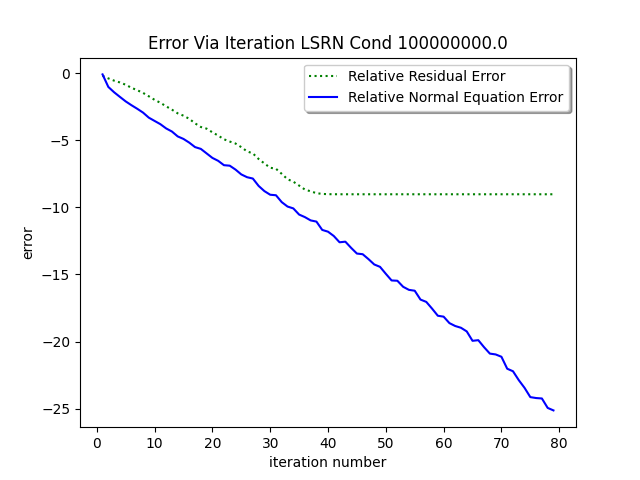 Error Via Iteration LSRN Cond 100000000.0
Relative Residual Error
Relative Normal Equation Error
0
−5
−10
−15
−20
−25
error
0 10 20 30 40 50 60 70 80
iteration number